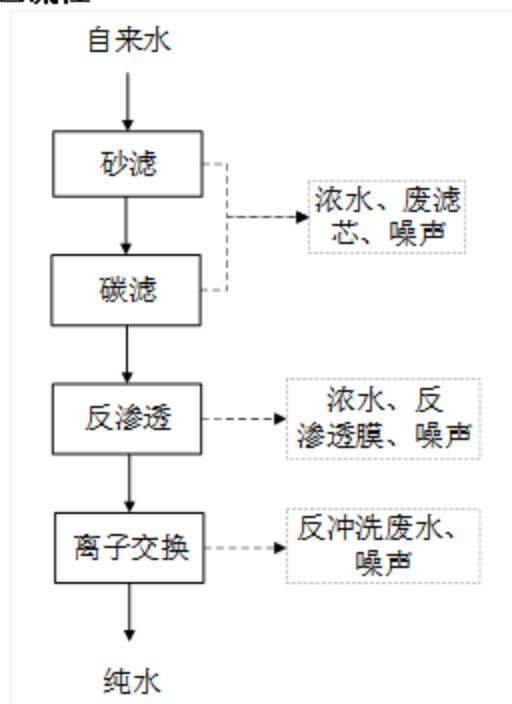 自来水
砂滤
浓水、废滤
芯、噪声
碳滤
反渗透
浓水、反
渗透膜、噪声
离子交换
反冲洗废水、
噪声
纯水